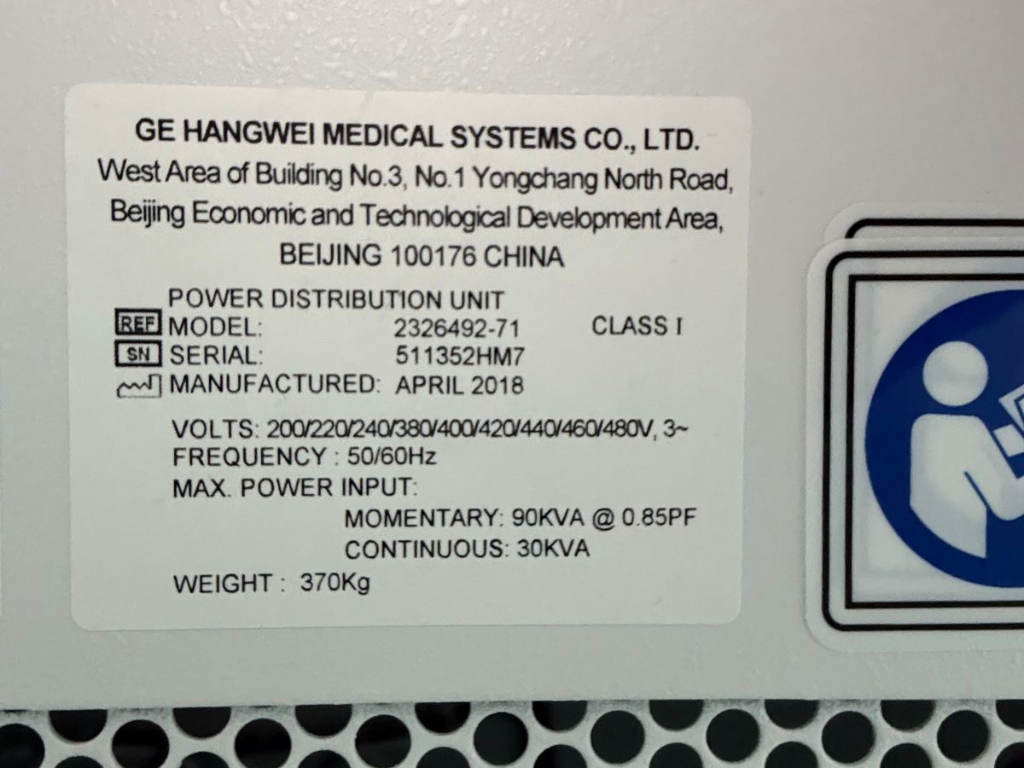 GE HANGWEI MEDICAL SYSTEMS CO., LTD.
West Area of Building No.3, No.1 Yongchang North Road,
Beijing Economic and Technological Development Area,
BEIJING 100176 CHINA
POWER DISTRIBUTION UNIT
REF MODEL: 2326492-71 CLASS I
SN SERIAL: 511352HM7
MANUFACTURED: APRIL 2018
VOLTS: 200/220/240/380/400/420/440/460/480V, 3~
FREQUENCY : 50/60Hz
MAX. POWER INPUT:
MOMENTARY: 90KVA @ 0.85PF
CONTINUOUS: 30KVA
WEIGHT : 370Kg